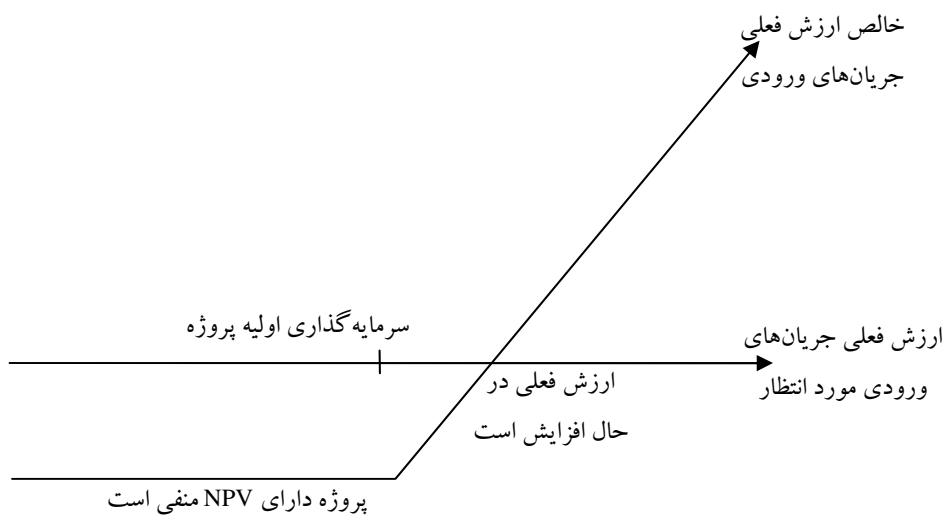 خالص ارزش فعلی
جریان‌های ورودی
سرمایه‌گذاری اولیه پروژه
ارزش فعلی جریان‌های
ورودی مورد انتظار
ارزش فعلی در
حال افزایش است
پروژه دارای NPV منفی است